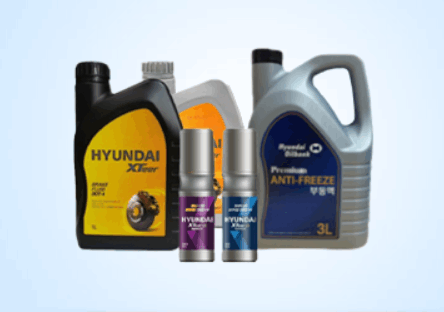 HYUNDAI
XTeer
BRAKE
FLUID
DOT 4
1L
HYUNDAI
XTeer
HYUNDAI
XTeer
Hyundai
Oilbank
Premium
ANTI-FREEZE
부동액
3L